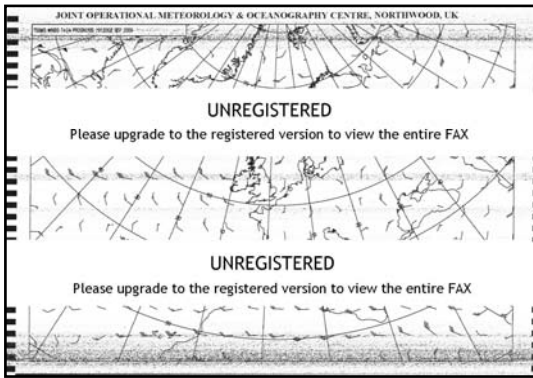 JOINT OPERATIONAL METEOROLOGY & OCEANOGRAPHY CENTRE, NORTHWOOD, UK
UNREGISTERED
Please upgrade to the registered version to view the entire FAX
UNREGISTERED
Please upgrade to the registered version to view the entire FAX